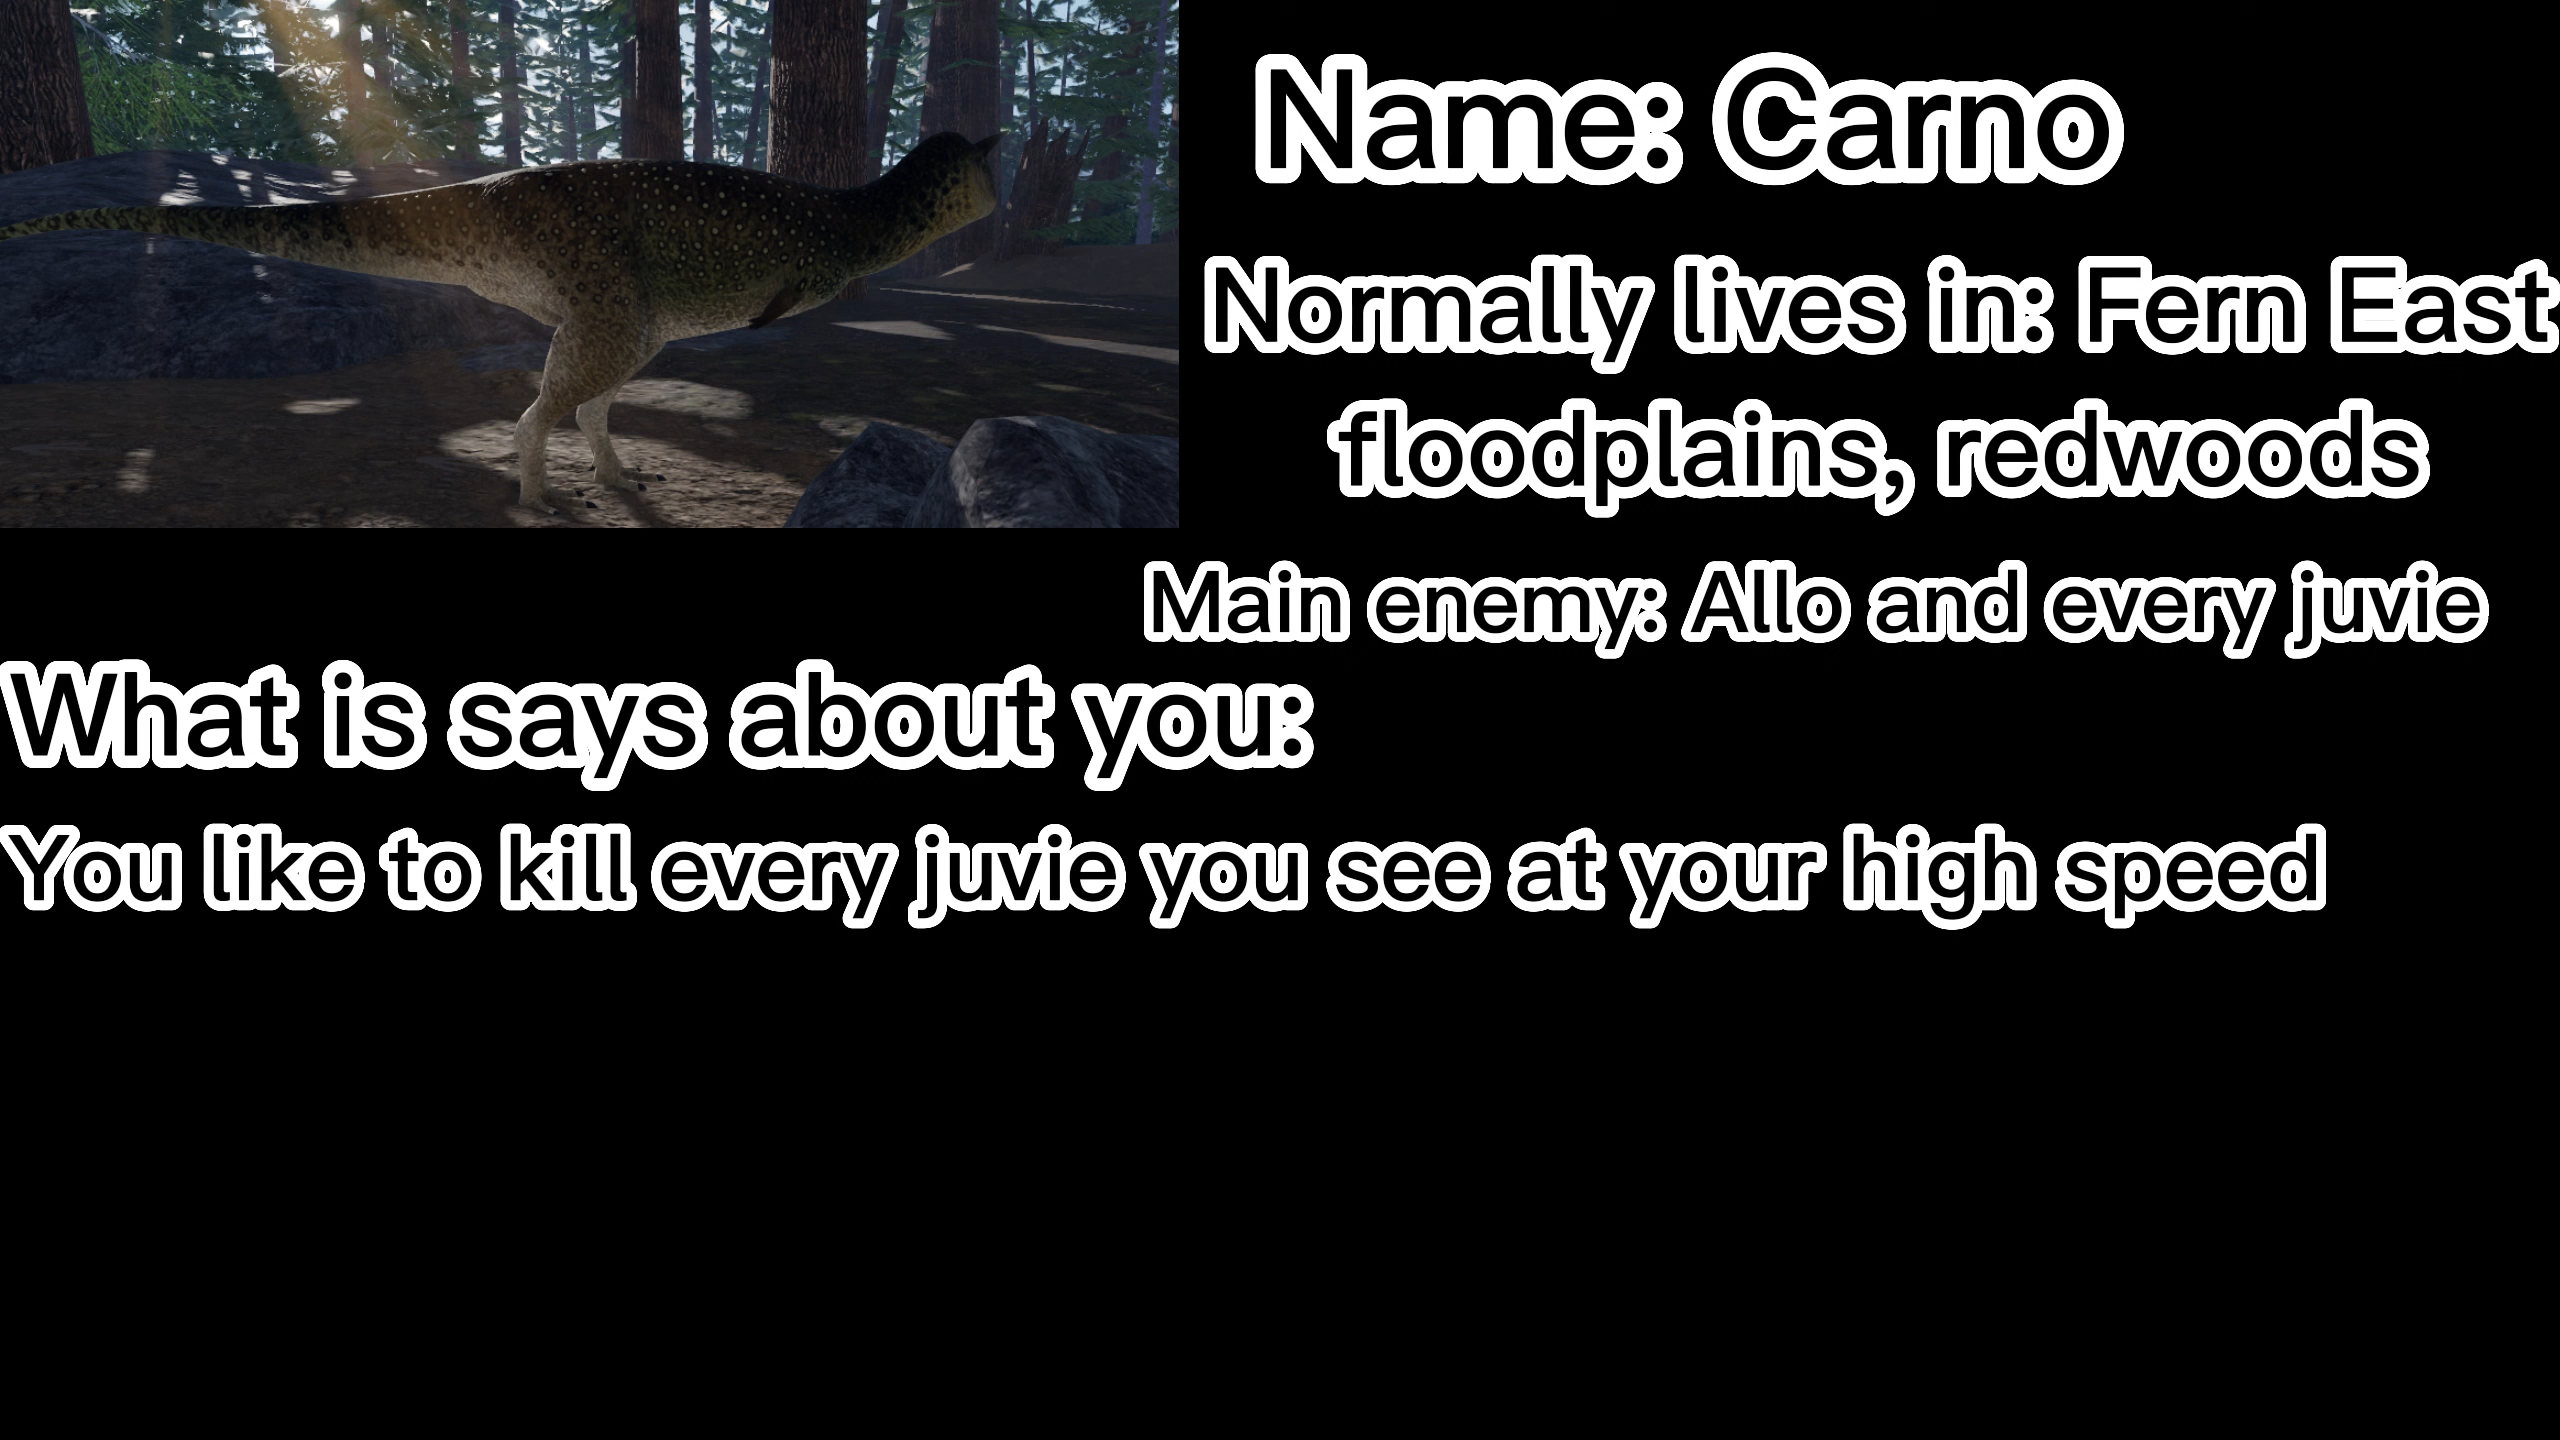 Name: Carno
Normally lives in: Fern East
floodplains, redwoods
Main enemy: Allo and every juvie
What is says about you:
You like to kill every juvie you see at your high speed